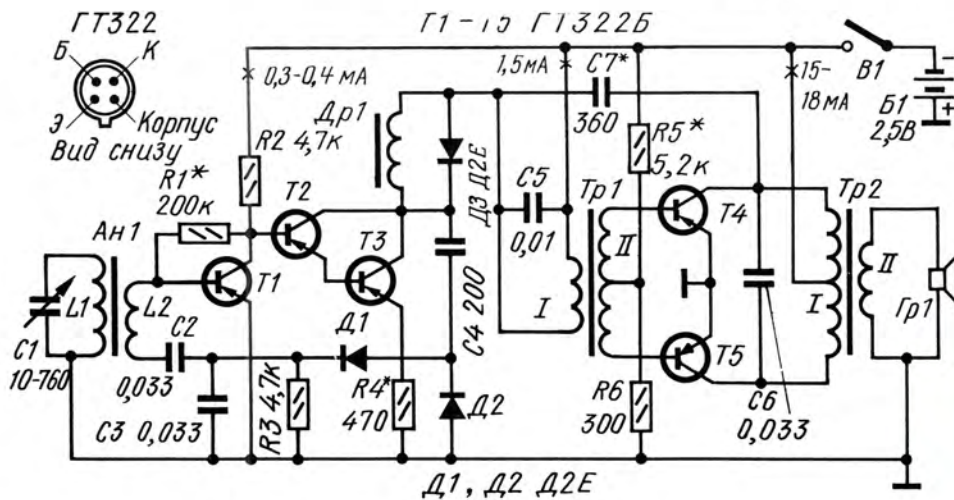 ГТ322
Б
К
Э
Корпус
Вид снизу
Т1-Т5 ГТ322Б
0,3-0,4 мА
1,5мА
С7*
360
15-
18мА
В1
Б1
2,5В
-
+
Др1
R2 4,7к
R1*
200к
Т2
Т3
Т1
Д3 Д2Е
С5
0,01
Тр1
R5*
5,2к
Т4
Тр2
II
I
I
II
Гр1
Ан1
L1
L2
С2
С1
10-760
0,033
С3 0,033
R3 4,7к
Д1
С4 200
R4*
470
Д2
R6
300
Т5
С6
0,033
Д1, Д2 Д2Е